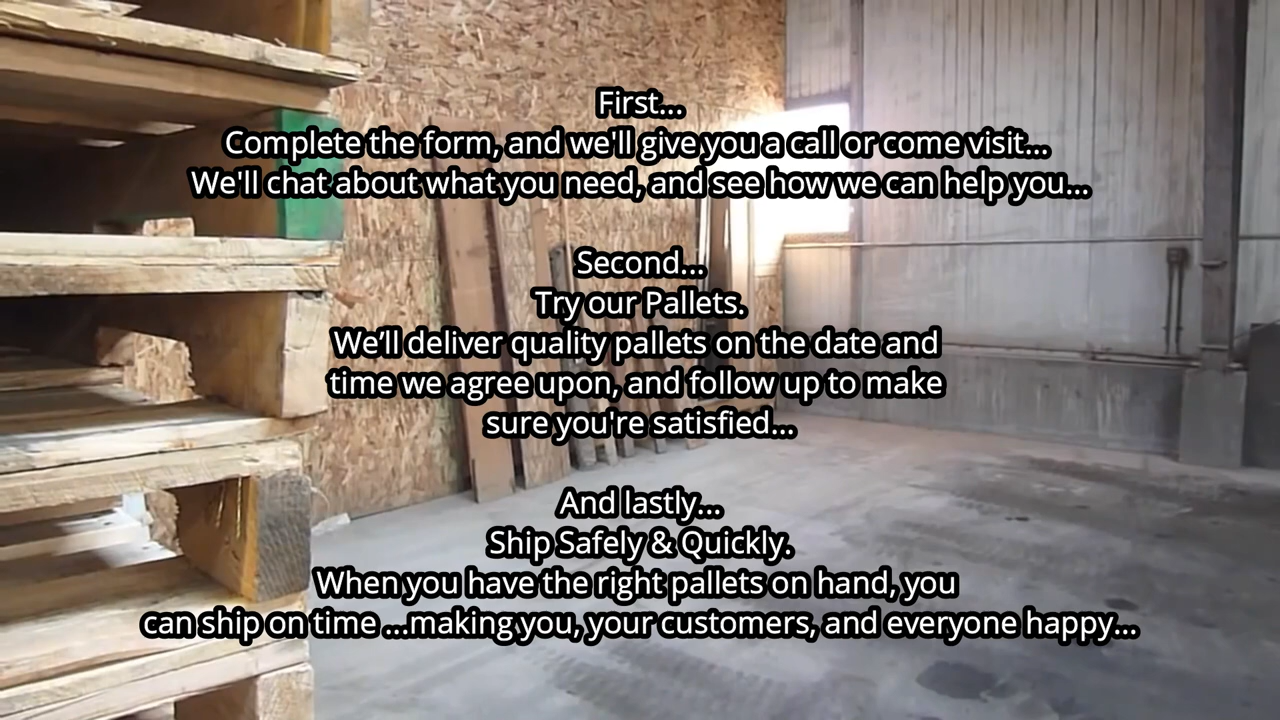 First...
Complete the form, and we'll give you a call or come visit...
We'll chat about what you need, and see how we can help you...
Second...
Try our Pallets.
We’ll deliver quality pallets on the date and
time we agree upon, and follow up to make
sure you're satisfied...
And lastly...
Ship Safely & Quickly.
When you have the right pallets on hand, you
can ship on time ...making you, your customers, and everyone happy...